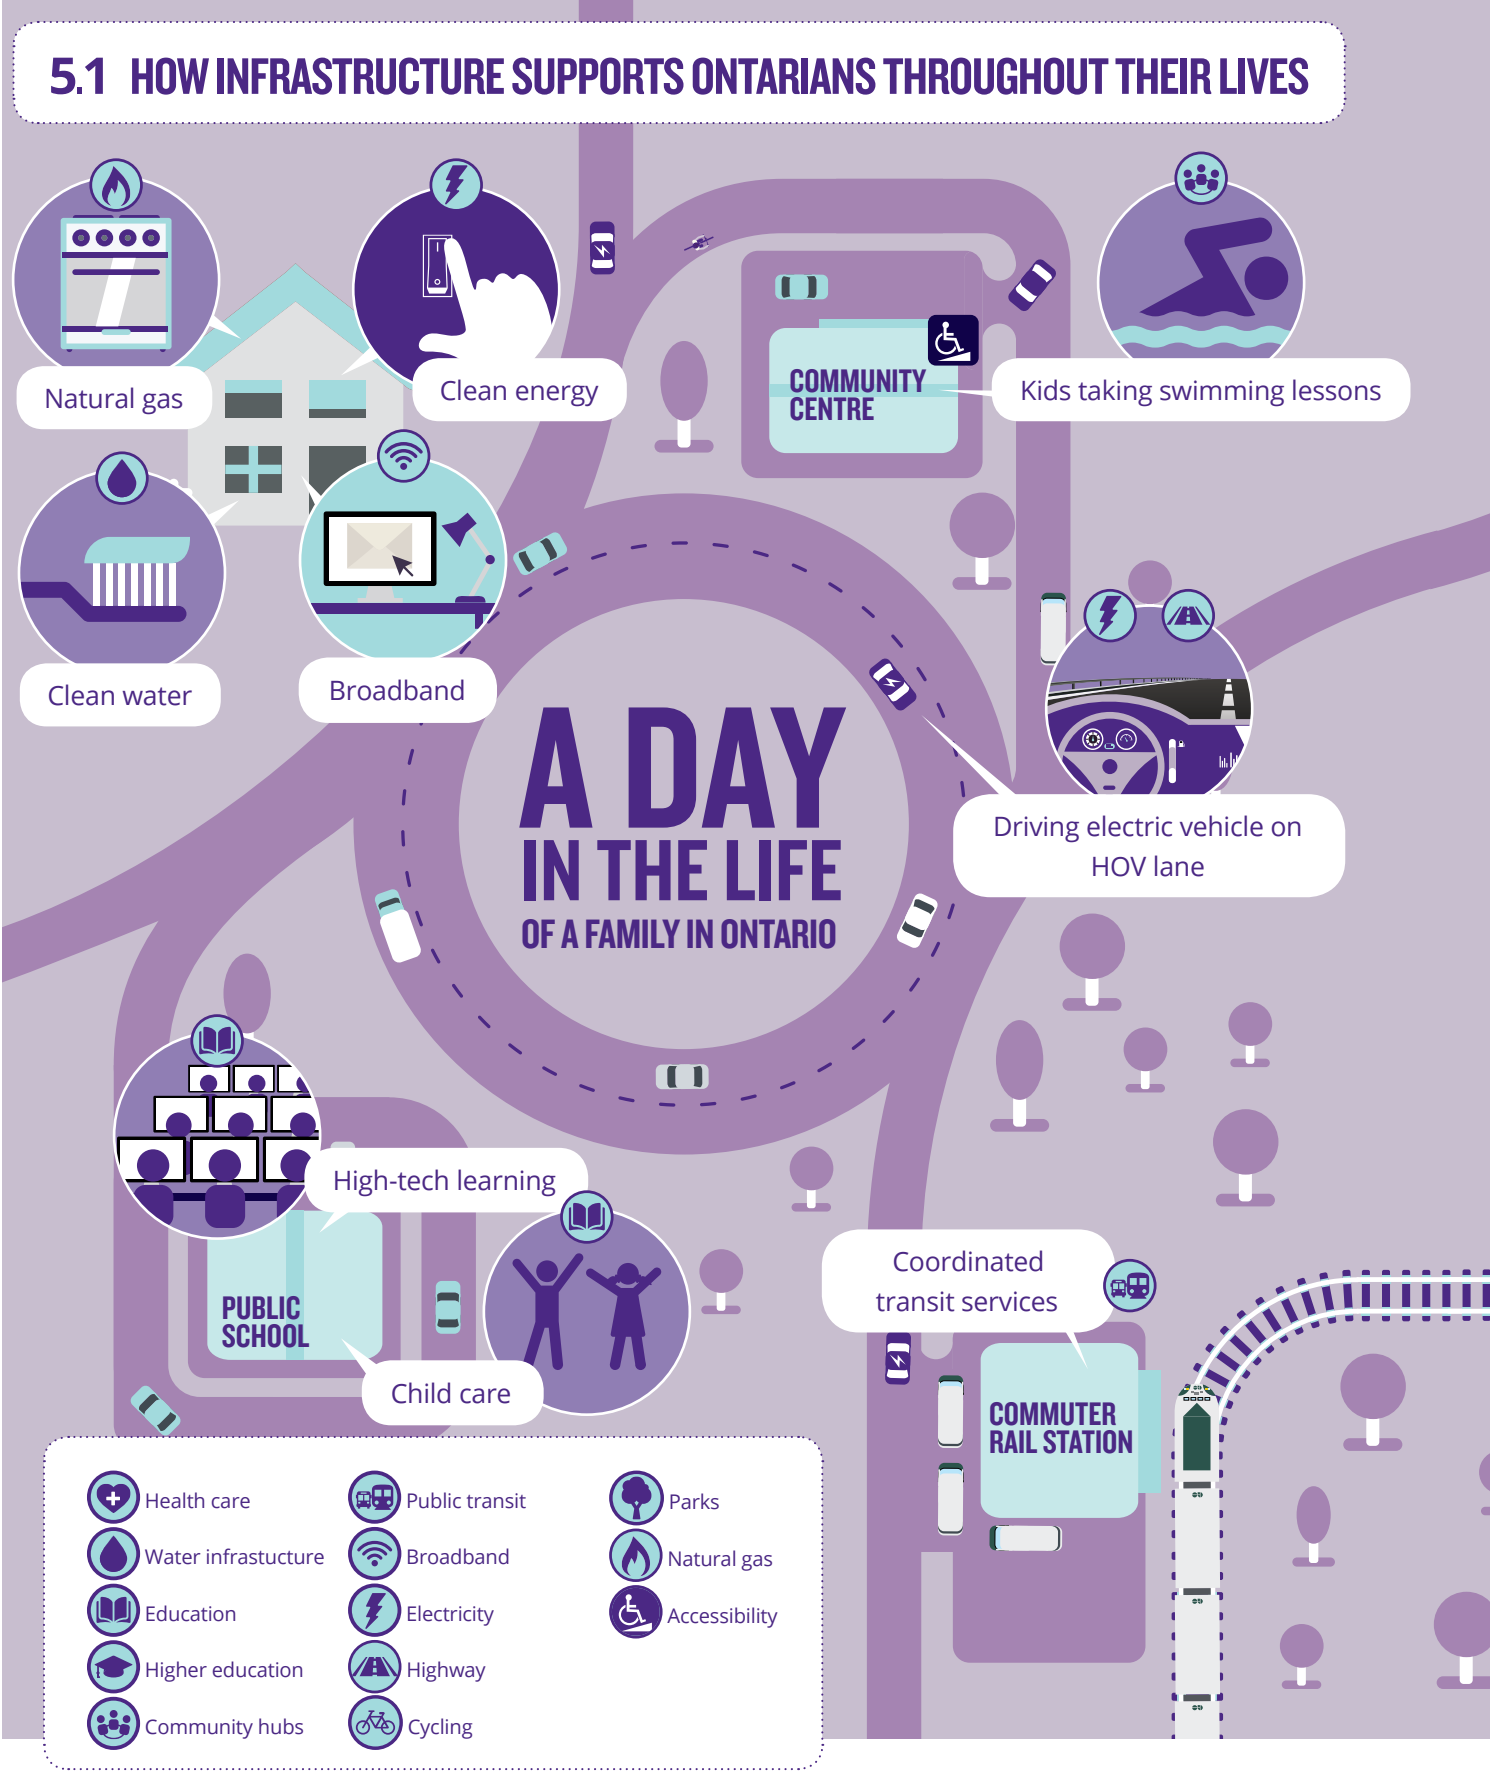 5.1 HOW INFRASTRUCTURE SUPPORTS ONTARIANS THROUGHOUT THEIR LIVES
Natural gas
Clean energy
COMMUNITY
CENTRE
Kids taking swimming lessons
Clean water
Broadband
A DAY
IN THE LIFE
OF A FAMILY IN ONTARIO
Driving electric vehicle on
HOV lane
High-tech learning
PUBLIC
SCHOOL
Child care
Coordinated
transit services
COMMUTER
RAIL STATION
Health care
Water infrastucture
Education
Higher education
Community hubs
Public transit
Broadband
Electricity
Highway
Cycling
Parks
Natural gas
Accessibility